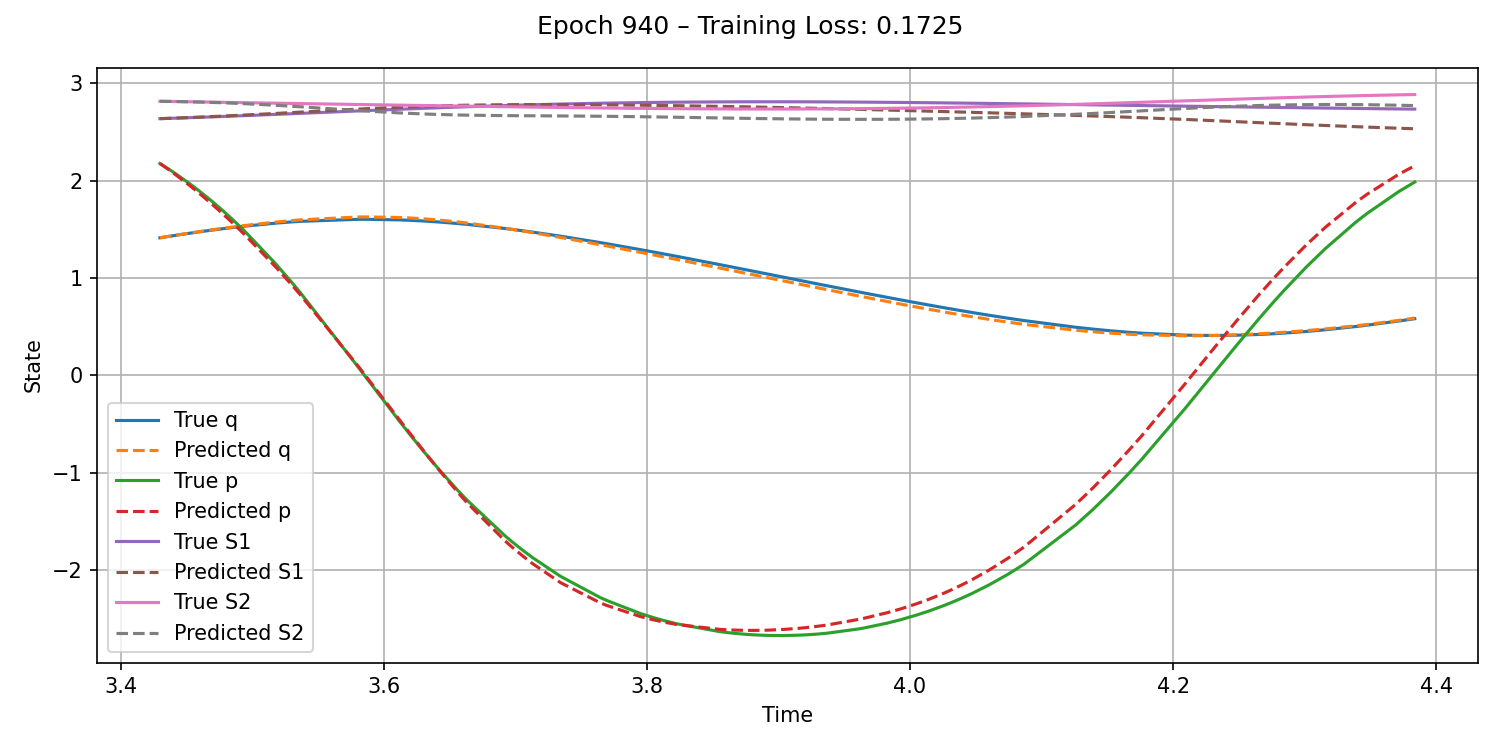 Epoch 940 – Training Loss: 0.1725
3
2
1
0
−1
−2
State
True q
Predicted q
True p
Predicted p
True S1
Predicted S1
True S2
Predicted S2
3.4 3.6 3.8 4.0 4.2 4.4
Time